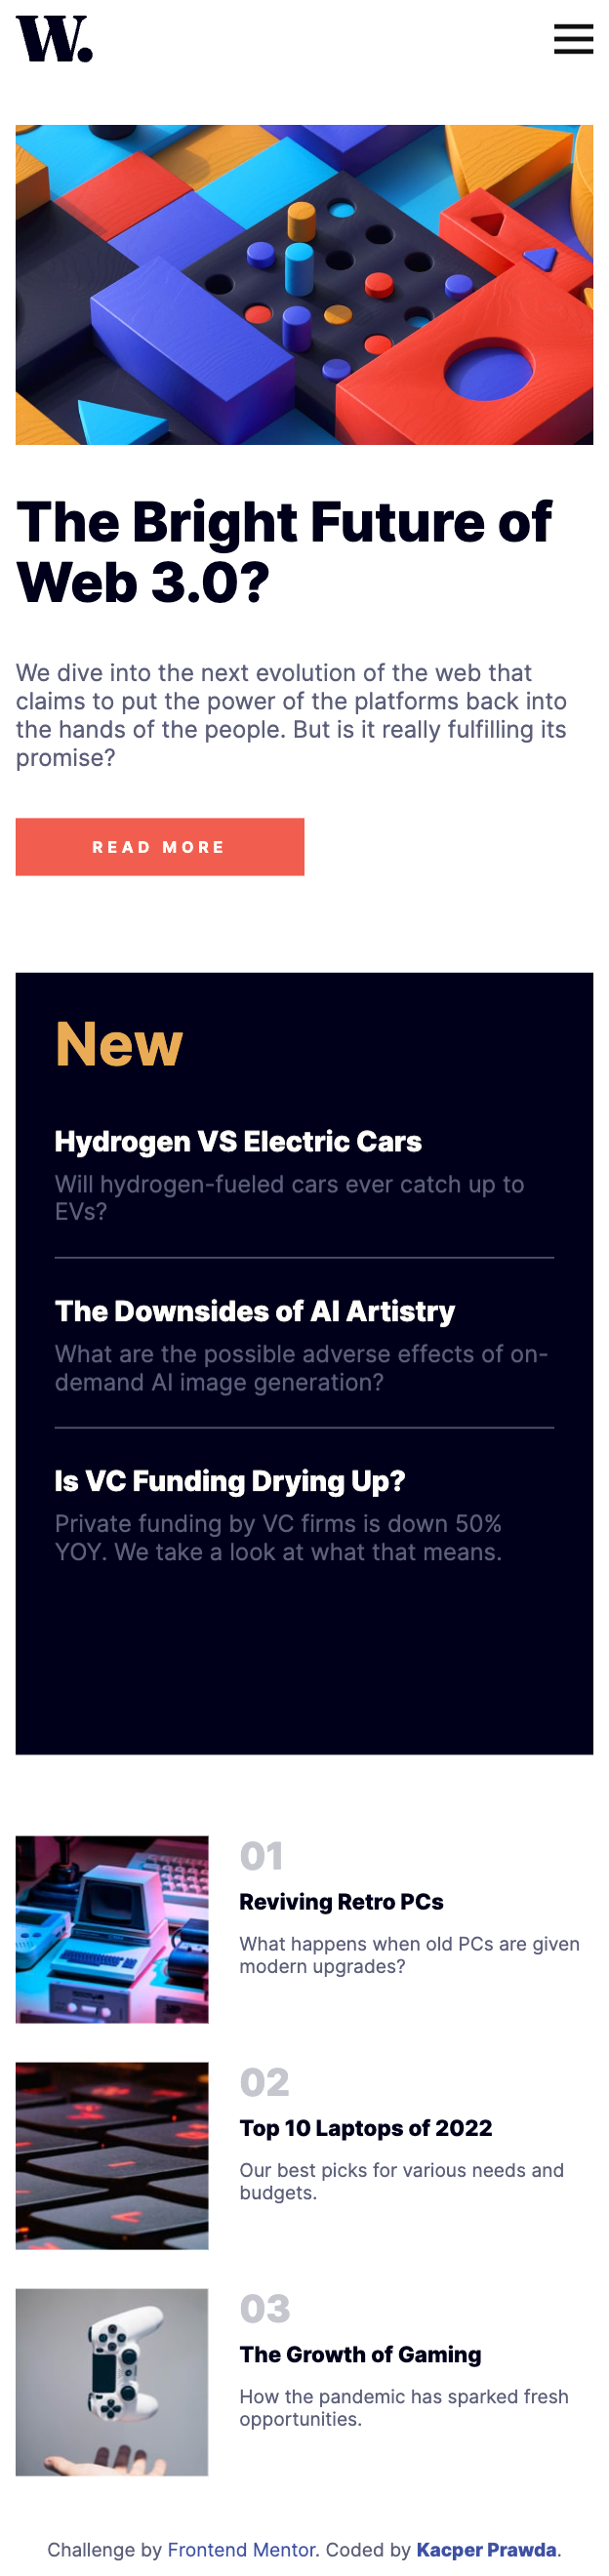 W.
The Bright Future of
Web 3.0?
We dive into the next evolution of the web that
claims to put the power of the platforms back into
the hands of the people. But is it really fulfilling its
promise?
READ MORE
New
Hydrogen VS Electric Cars
Will hydrogen-fueled cars ever catch up to
EVs?
The Downsides of AI Artistry
What are the possible adverse effects of on-
demand AI image generation?
Is VC Funding Drying Up?
Private funding by VC firms is down 50%
YOY. We take a look at what that means.
01
Reviving Retro PCs
What happens when old PCs are given
modern upgrades?
02
Top 10 Laptops of 2022
Our best picks for various needs and
budgets.
03
The Growth of Gaming
How the pandemic has sparked fresh
opportunities.
Challenge by Frontend Mentor. Coded by Kacper Prawda.